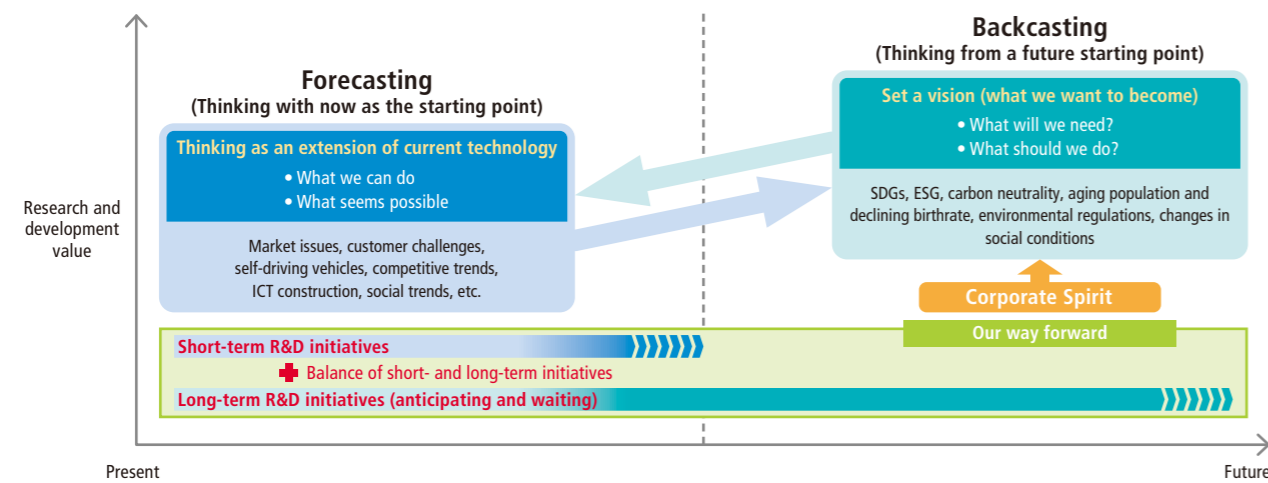 Backcasting
(Thinking from a future starting point)
Forecasting
(Thinking with now as the starting point)
Set a vision (what we want to become)
• What will we need?
• What should we do?
Thinking as an extension of current technology
• What we can do
• What seems possible
SDGs, ESG, carbon neutrality, aging population and
declining birthrate, environmental regulations, changes in
social conditions
Research and
development
value
Market issues, customer challenges,
self-driving vehicles, competitive trends,
ICT construction, social trends, etc.
Corporate Spirit
Our way forward
Short-term R&D initiatives
Balance of short- and long-term initiatives
Long-term R&D initiatives (anticipating and waiting)
Present
Future